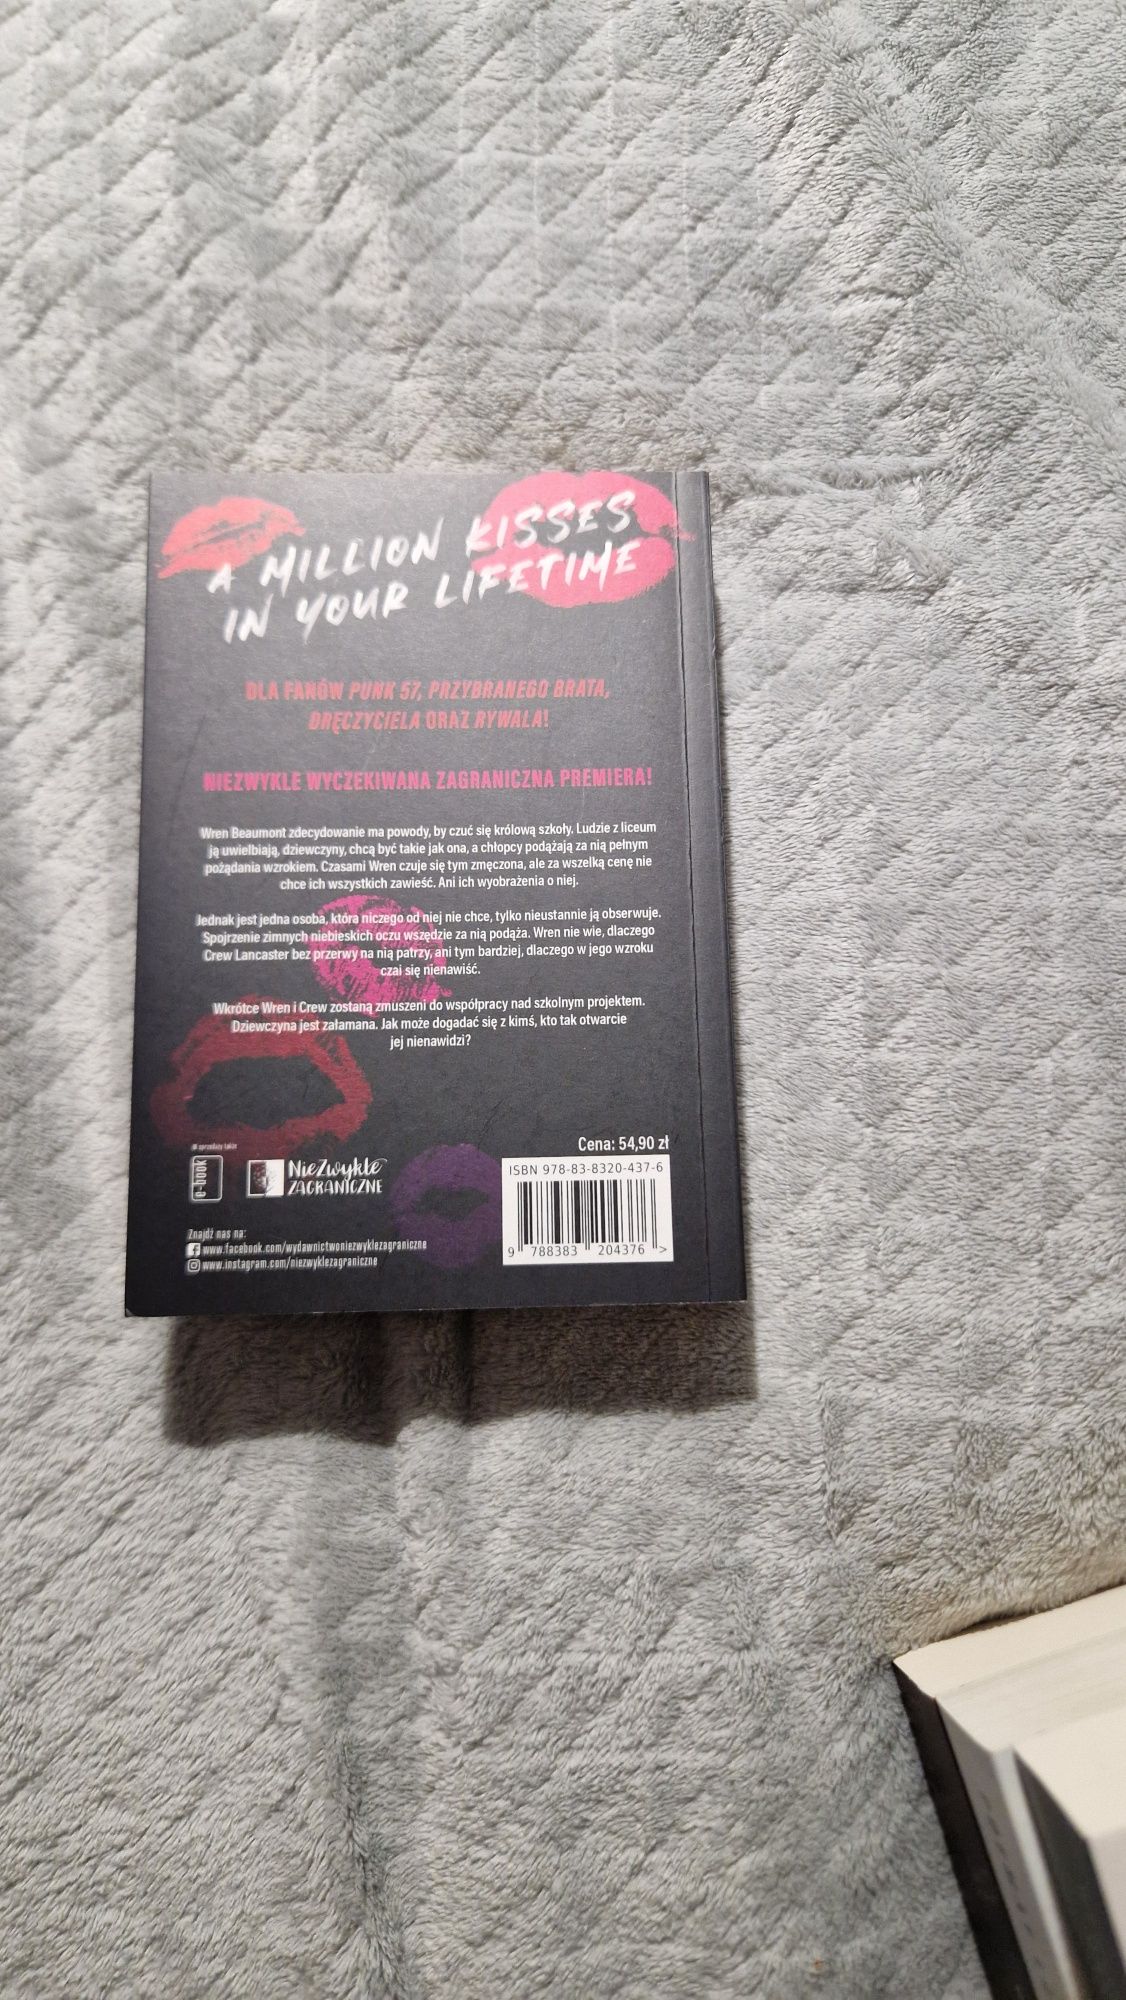 A MILLION KISSES
IN YOUR LIFETIME
DLA FANÓW PUNK 57, PRZYBRANEGO BRATA,
DRĘCZYCIELA ORAZ RYWALA!
NIEZWYKLE WYCZEKIWANA ZAGRANICZNA PREMIERA!
Wren Beaumont zdecydowanie ma powody, by czuć się królową szkoły. Ludzie z liceum
ją uwielbiają, dziewczyny, chcą być takie jak ona, a chłopcy podążają za nią pełnym
pożądania wzrokiem. Czasami Wren czuje się tym zmęczona, ale za wszelką cenę nie
chce ich wszystkich zawieść. Ani ich wyobrażenia o niej.
Jednak jest jedna osoba, która niczego od niej nie chce, tylko nieustannie ją obserwuje.
Spojrzenie zimnych niebieskich oczu wszędzie za nią podąża. Wren nie wie, dlaczego
Crew Lancaster bez przerwy na nią patrzy, ani tym bardziej, dlaczego w jego wzroku
czai się nienawiść.
Wkrótce Wren i Crew zostaną zmuszeni do współpracy nad szkolnym projektem.
Dziewczyna jest załamana. Jak może dogadać się z kimś, kto tak otwarcie
jej nienawidzi?
Cena: 54,90 zł
W sprzedaży także
e-book
NieZwykłe
ZAGRANICZNE
ISBN 978-83-8320-437-6
9 788383 204376 >
Znajdź nas na:
www.facebook.com/wydawnictwoniezwyklezagraniczne
www.instagram.com/niezwyklezagraniczne